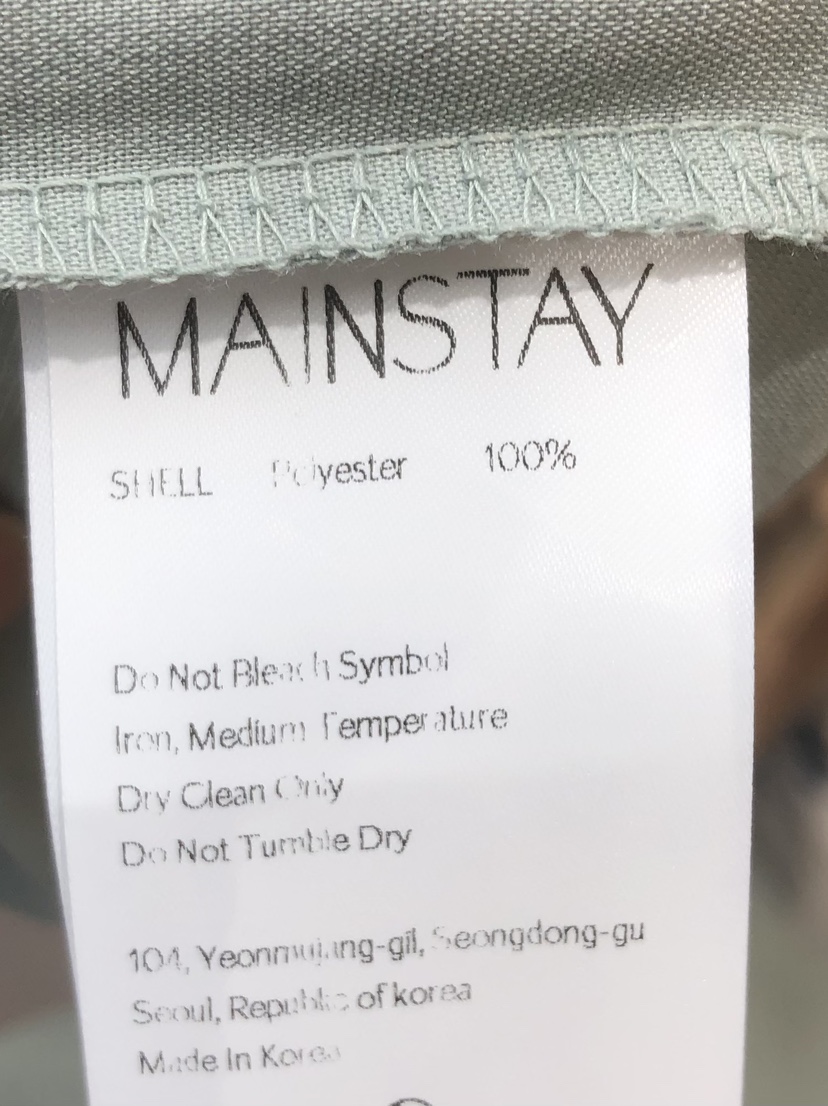 MAINSTAY
SHELL Polyester 100%
Do Not Bleach Symbol
Iron, Medium Temperature
Dry Clean Only
Do Not Tumble Dry
104, Yeonmujang-gil, Seongdong-gu
Seoul, Republic of korea
Made In Korea